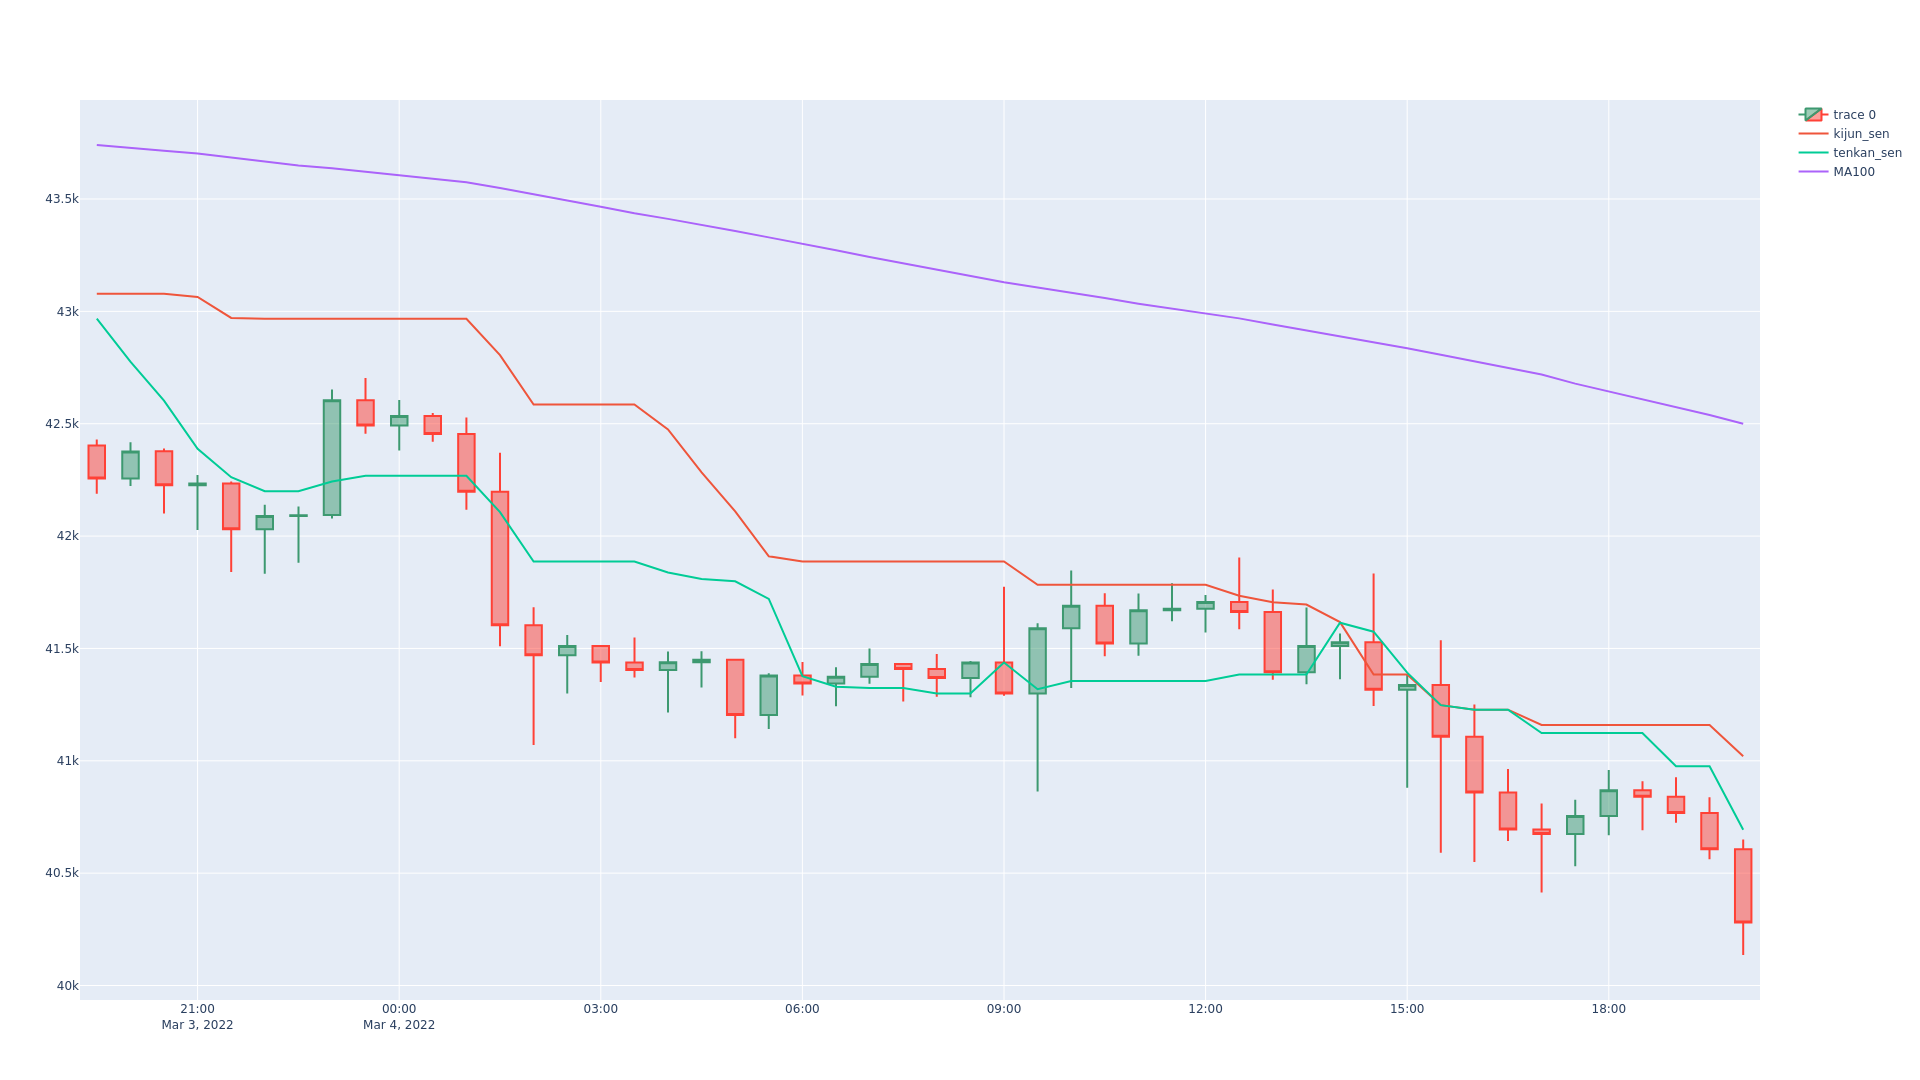 trace 0
kijun_sen
tenkan_sen
MA100
43.5k
43k
42.5k
42k
41.5k
41k
40.5k
40k
21:00 00:00 03:00 06:00 09:00 12:00 15:00 18:00
Mar 3, 2022 Mar 4, 2022